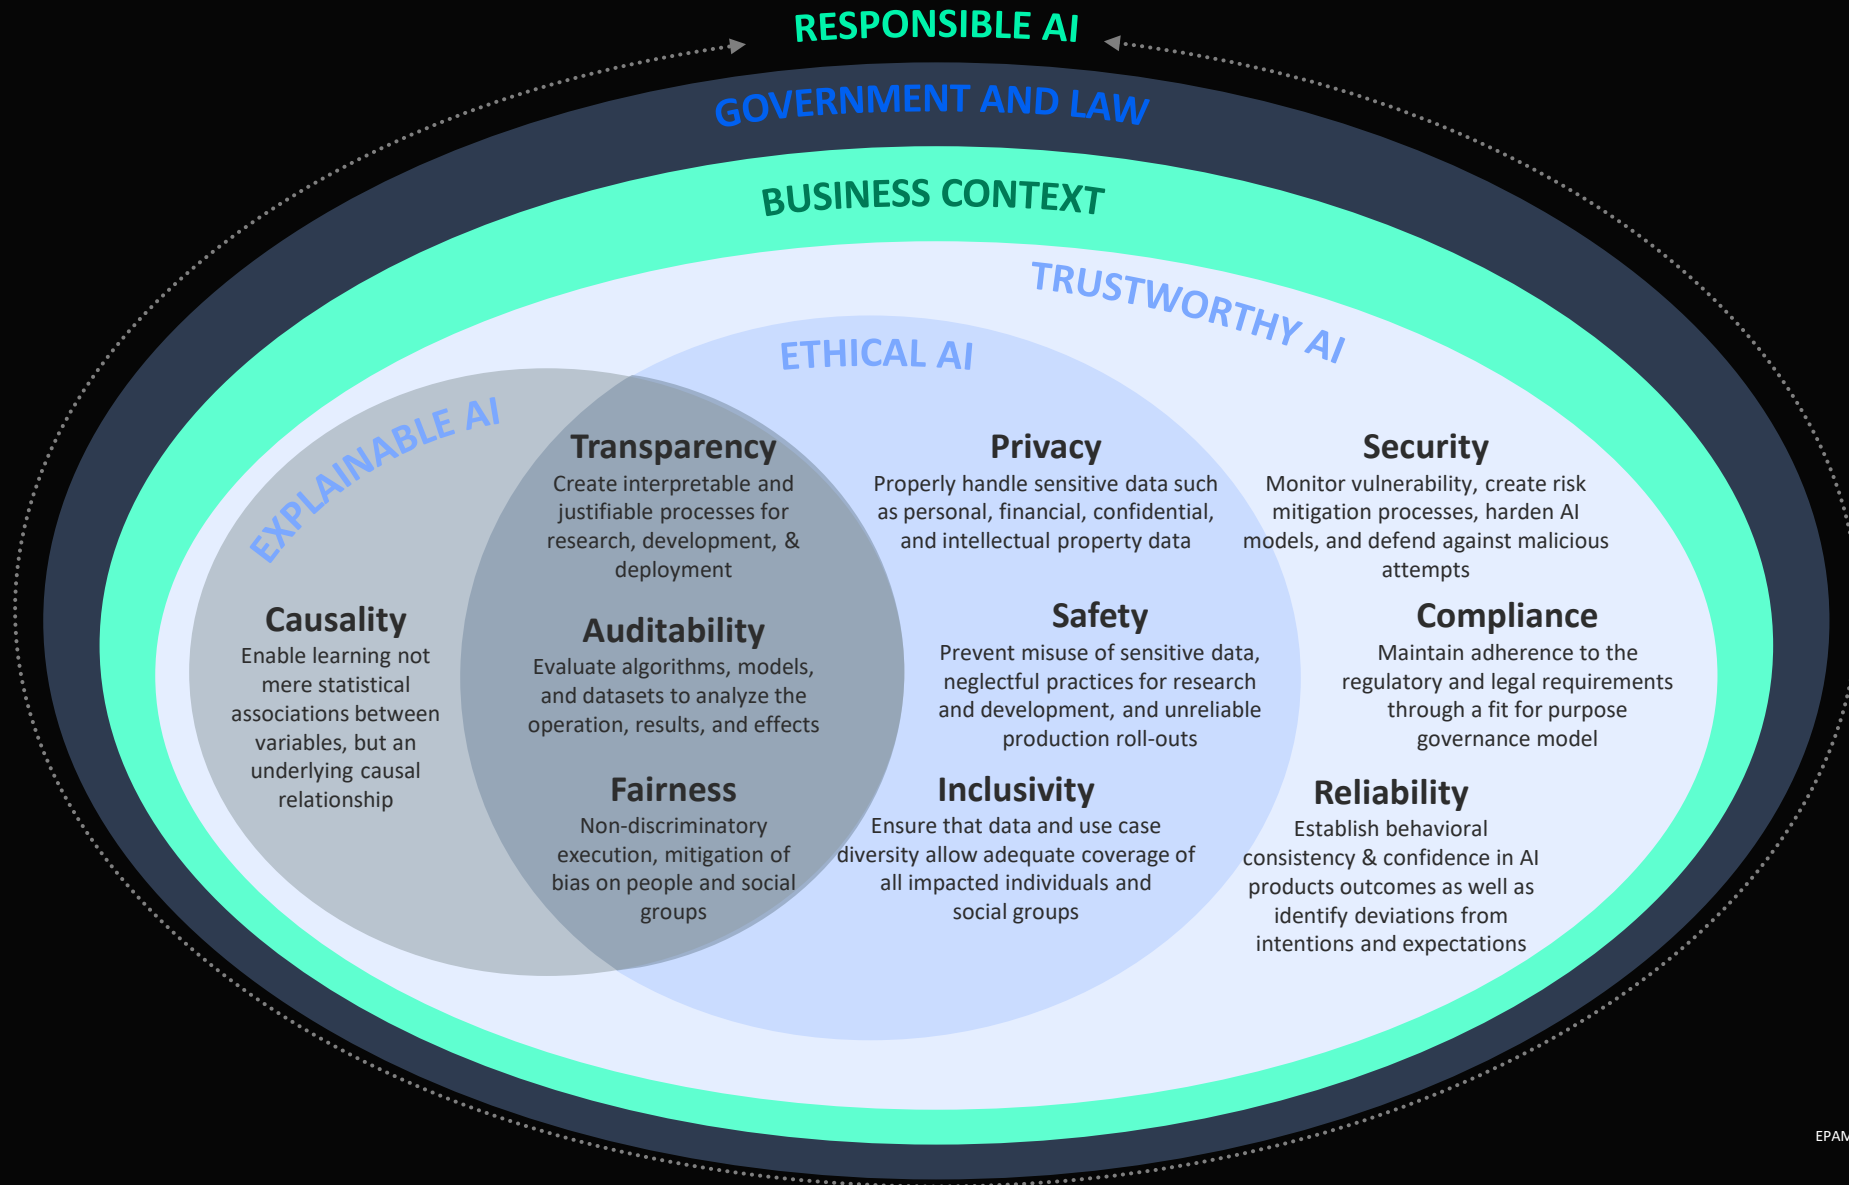 RESPONSIBLE AI
GOVERNMENT AND LAW
BUSINESS CONTEXT
TRUSTWORTHY AI
ETHICAL AI
EXPLAINABLE AI
Causality
Enable learning not
mere statistical
associations between
variables, but an
underlying causal
relationship
Transparency
Create interpretable and
justifiable processes for
research, development, &
deployment
Auditability
Evaluate algorithms, models,
and datasets to analyze the
operation, results, and effects
Fairness
Non-discriminatory
execution, mitigation of
bias on people and social
groups
Privacy
Properly handle sensitive data such
as personal, financial, confidential,
and intellectual property data
Safety
Prevent misuse of sensitive data,
neglectful practices for research
and development, and unreliable
production roll-outs
Inclusivity
Ensure that data and use case
diversity allow adequate coverage of
all impacted individuals and
social groups
Security
Monitor vulnerability, create risk
mitigation processes, harden AI
models, and defend against malicious
attempts
Compliance
Maintain adherence to the
regulatory and legal requirements
through a fit for purpose
governance model
Reliability
Establish behavioral
consistency & confidence in AI
products outcomes as well as
identify deviations from
intentions and expectations
EPAM